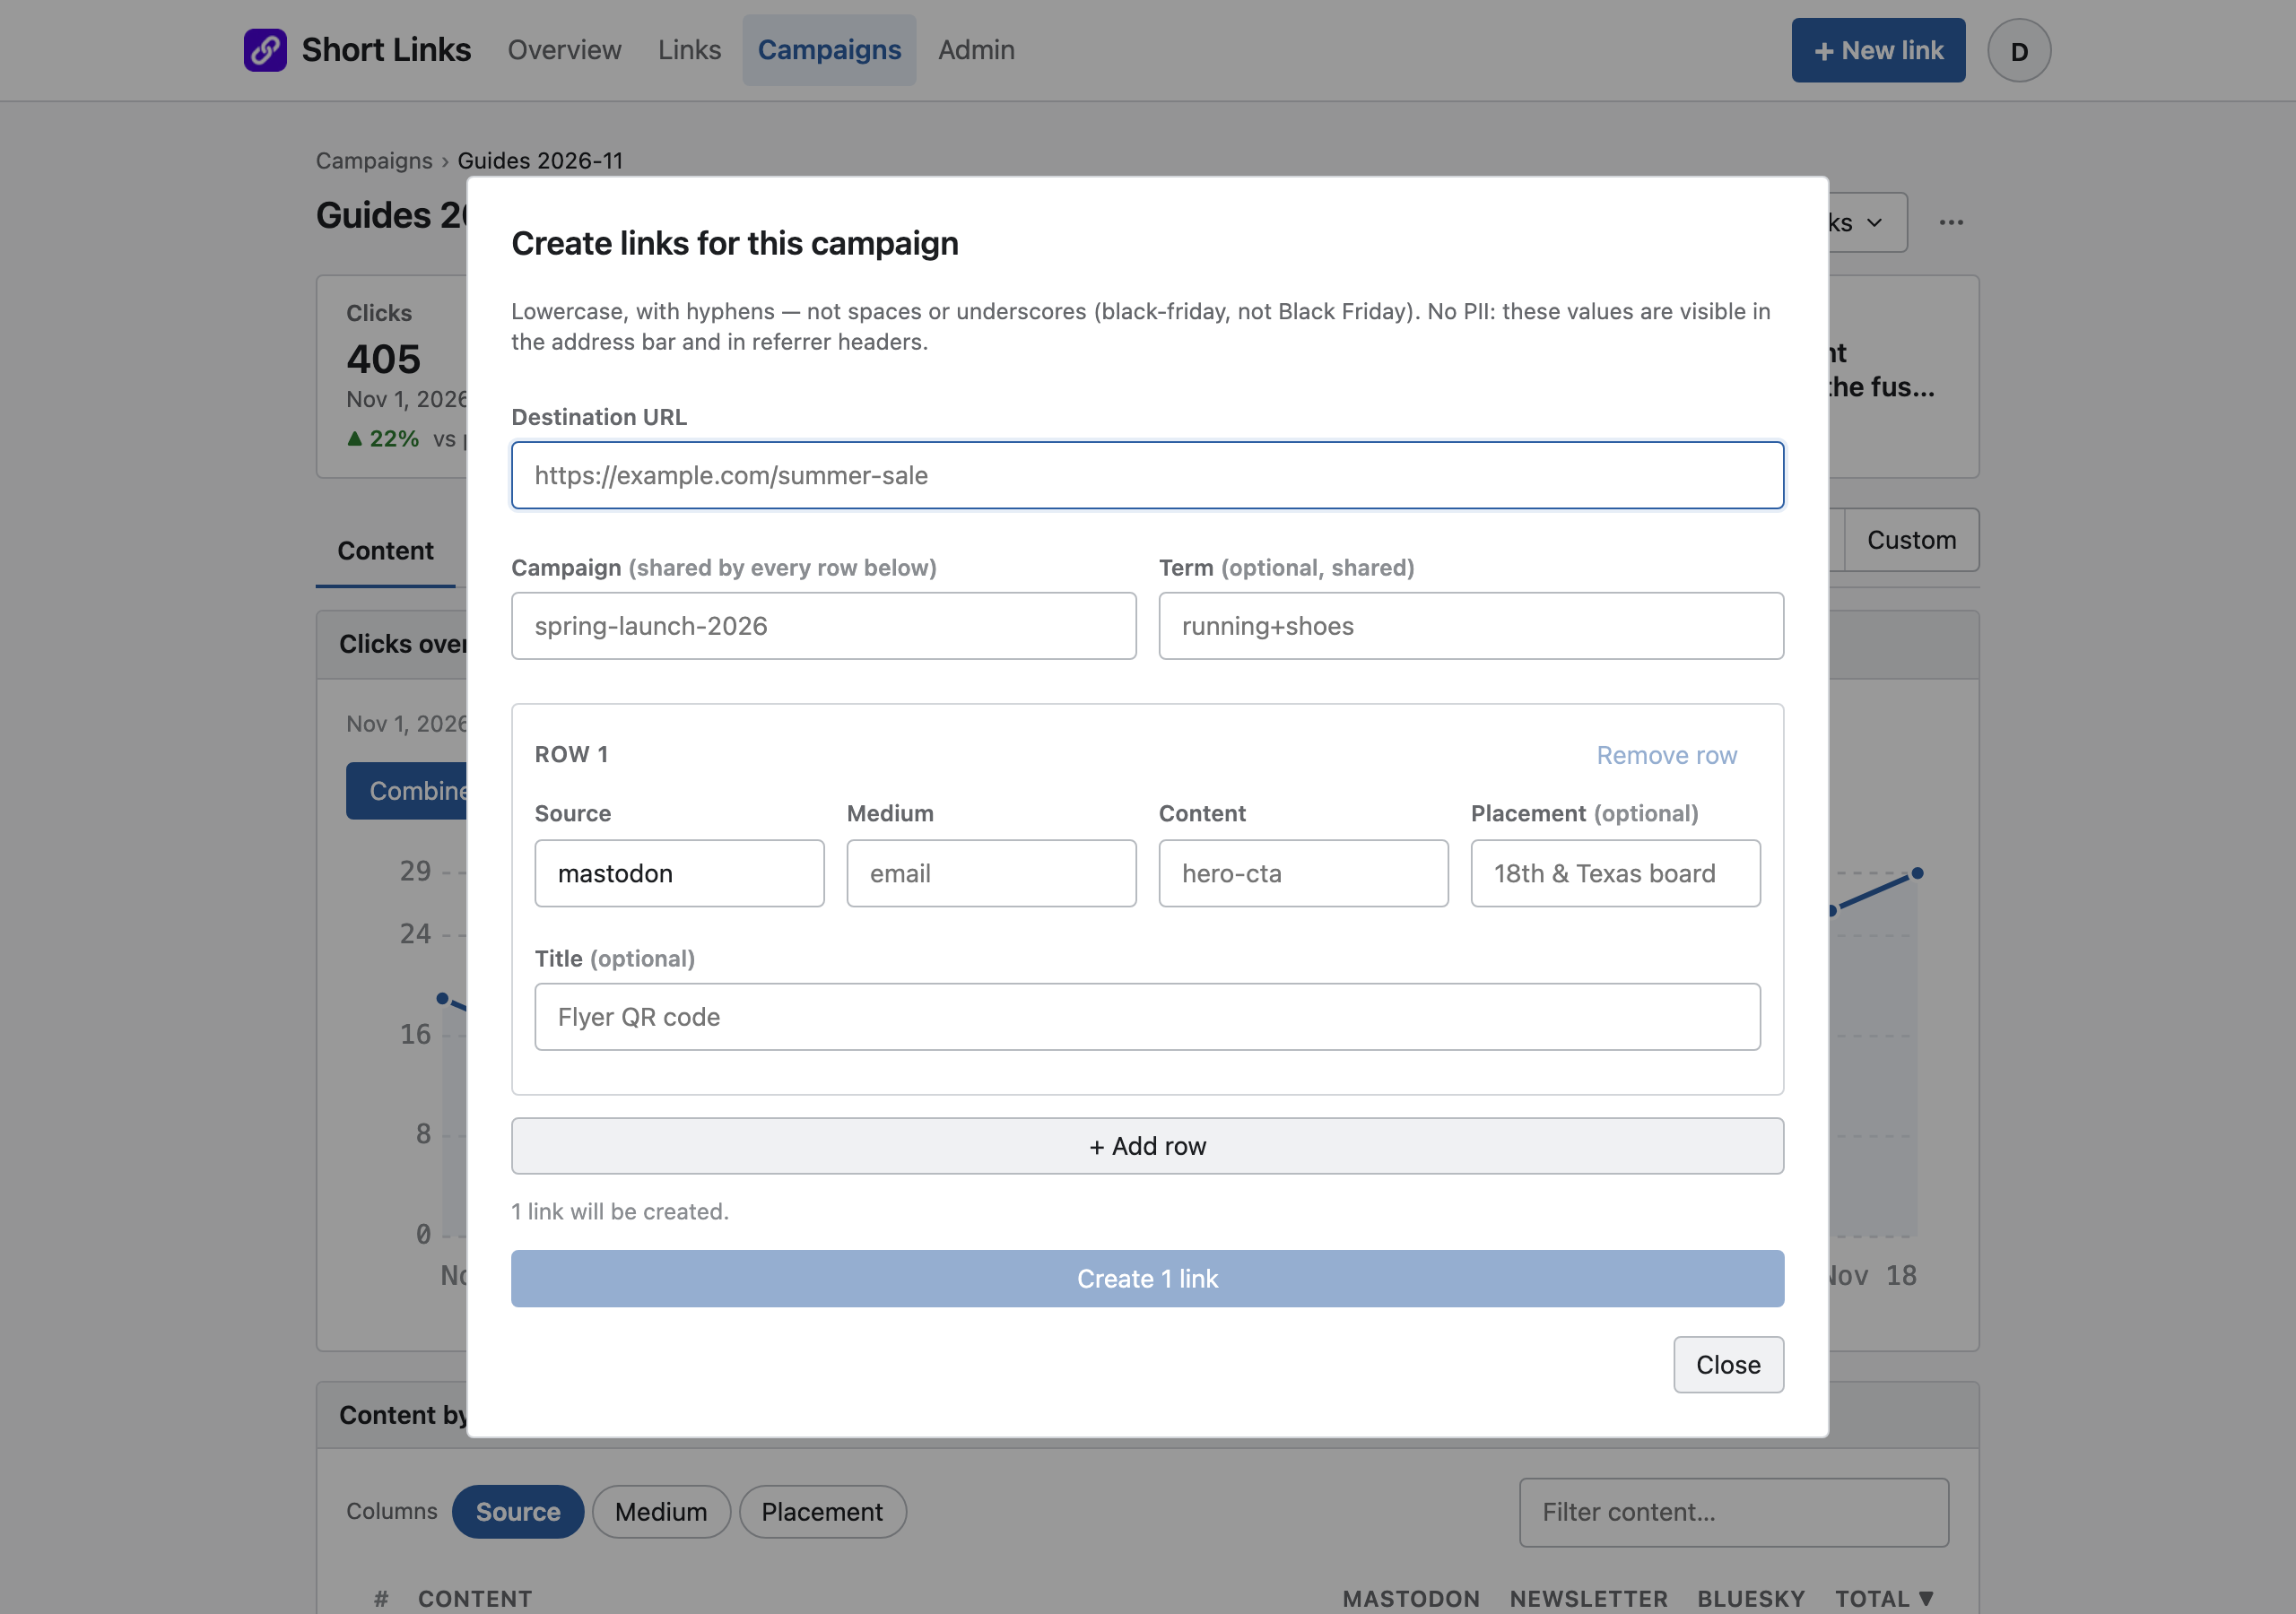 Short Links Overview Links Campaigns Admin + New link D
Campaigns › Guides 2026-11
Guides
Create links for this campaign
Lowercase, with hyphens — not spaces or underscores (black-friday, not Black Friday). No PII: these values are visible in
the address bar and in referrer headers.
Clicks
405
Nov 1, 2026
▲ 22% vs
the fus...
Destination URL
https://example.com/summer-sale
Content
Custom
Campaign (shared by every row below) Term (optional, shared)
spring-launch-2026 running+shoes
Clicks over
Nov 1, 2026
ROW 1 Remove row
Source Medium Content Placement (optional)
mastodon email hero-cta 18th & Texas board
Title (optional)
Flyer QR code
+ Add row
1 link will be created.
Create 1 link
Close
29
24
16
8
0
Nov 18
Content by
Columns Source Medium Placement Filter content...
# CONTENT MASTODON NEWSLETTER BLUESKY TOTAL ▼